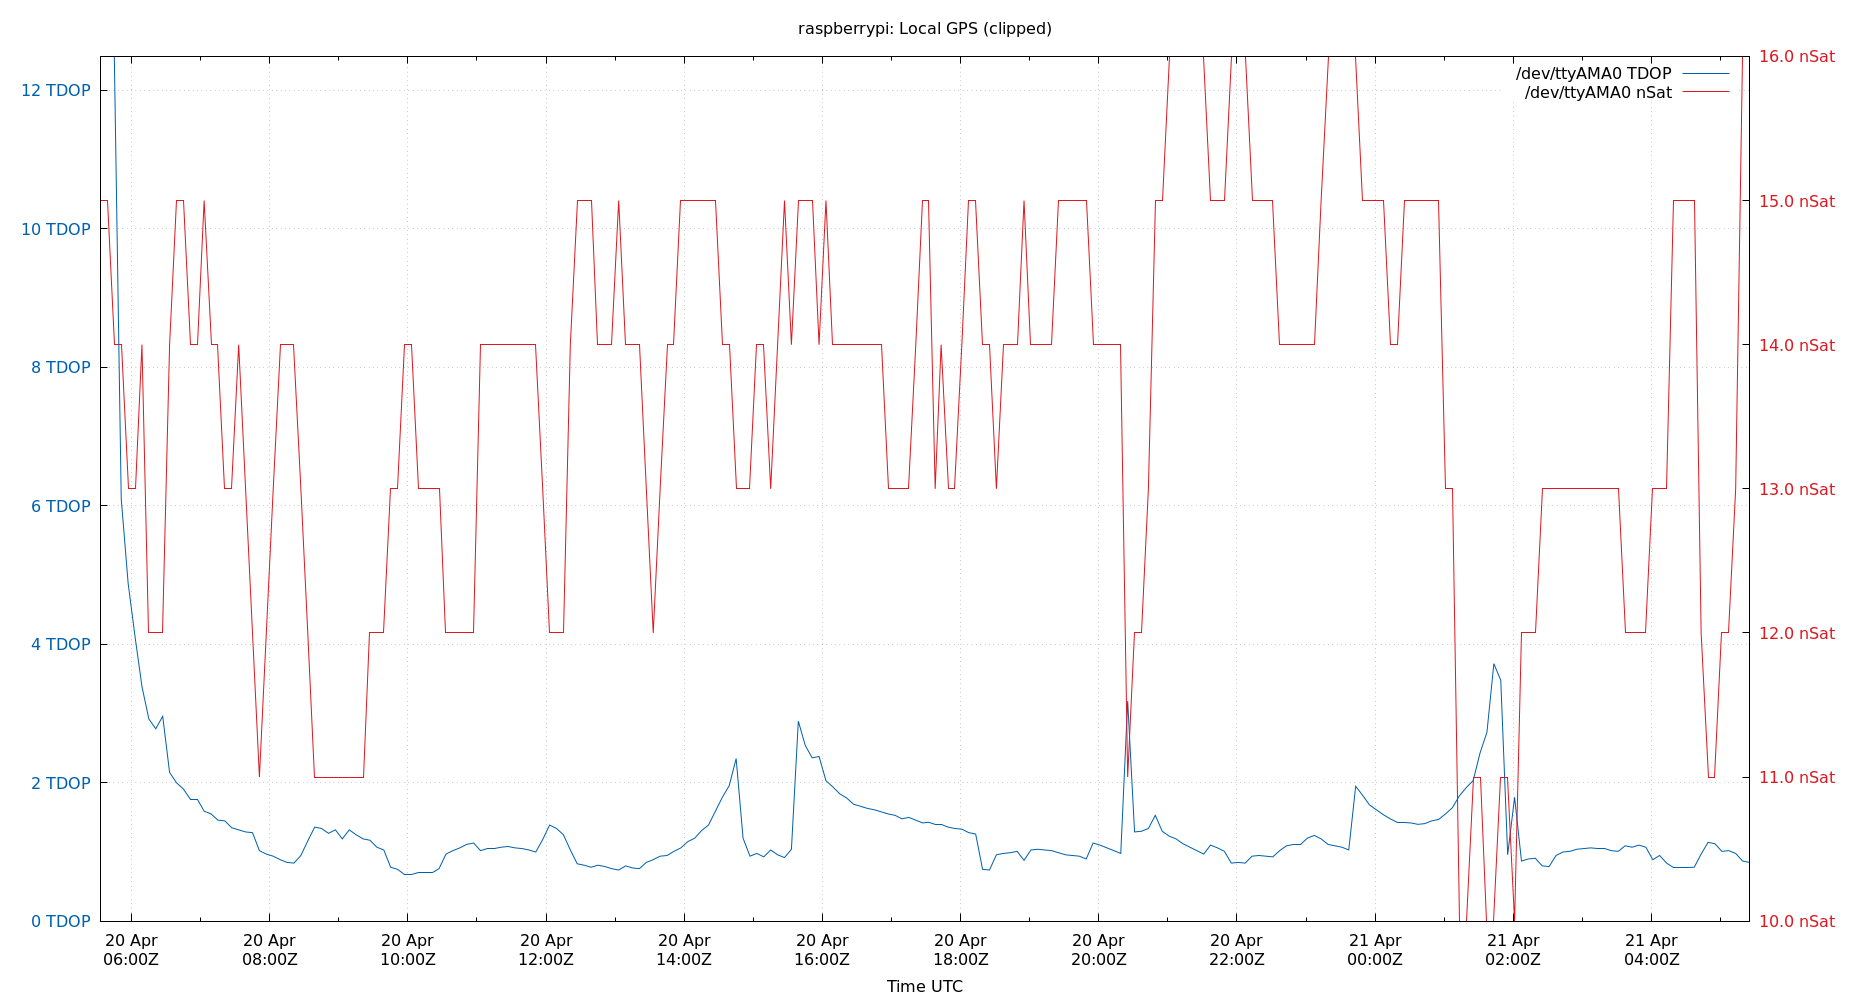 raspberrypi: Local GPS (clipped)
/dev/ttyAMA0 TDOP
/dev/ttyAMA0 nSat
12 TDOP
10 TDOP
8 TDOP
6 TDOP
4 TDOP
2 TDOP
0 TDOP
16.0 nSat
15.0 nSat
14.0 nSat
13.0 nSat
12.0 nSat
11.0 nSat
10.0 nSat
20 Apr
06:00Z
20 Apr
08:00Z
20 Apr
10:00Z
20 Apr
12:00Z
20 Apr
14:00Z
20 Apr
16:00Z
20 Apr
18:00Z
20 Apr
20:00Z
20 Apr
22:00Z
21 Apr
00:00Z
21 Apr
02:00Z
21 Apr
04:00Z
Time UTC